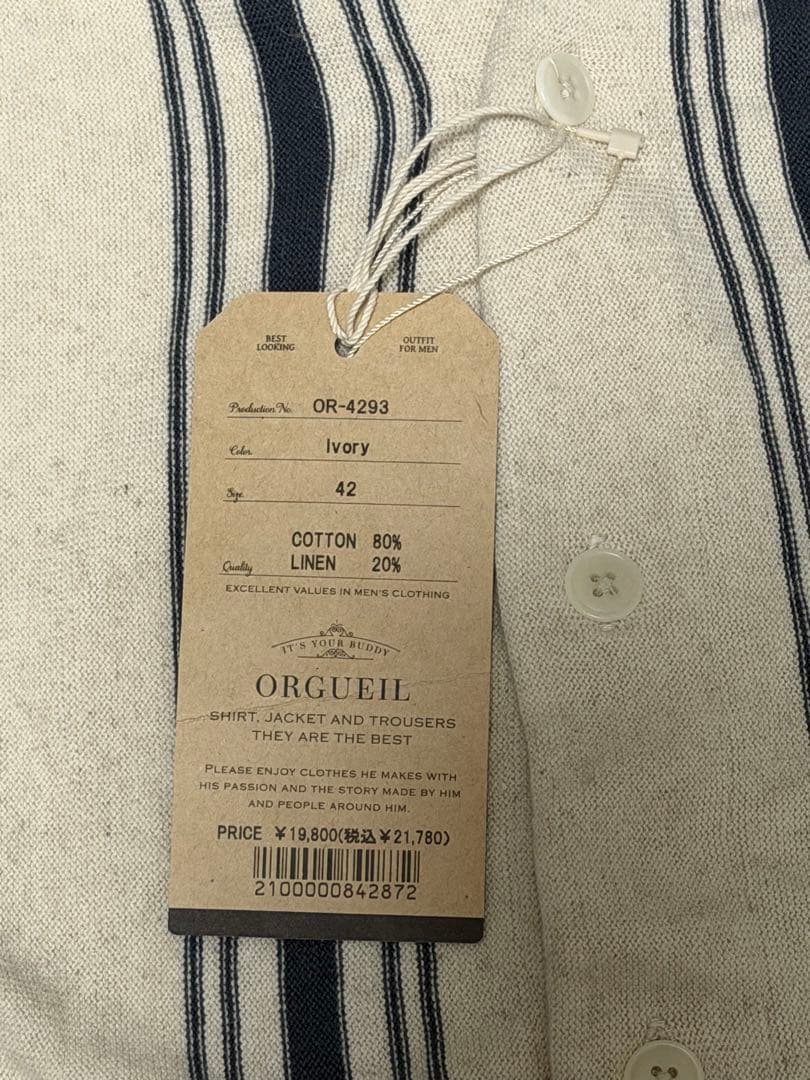 BEST
LOOKING
OUTFIT
FOR MEN
Production No. OR-4293
Color. Ivory
Size. 42
COTTON 80%
Quality LINEN 20%
EXCELLENT VALUES IN MEN'S CLOTHING
IT'S YOUR BUDDY
ORGUEIL
SHIRT, JACKET AND TROUSERS
THEY ARE THE BEST
PLEASE ENJOY CLOTHES HE MAKES WITH
HIS PASSION AND THE STORY MADE BY HIM
AND PEOPLE AROUND HIM.
PRICE ¥19,800(税込¥21,780)
2100000842872